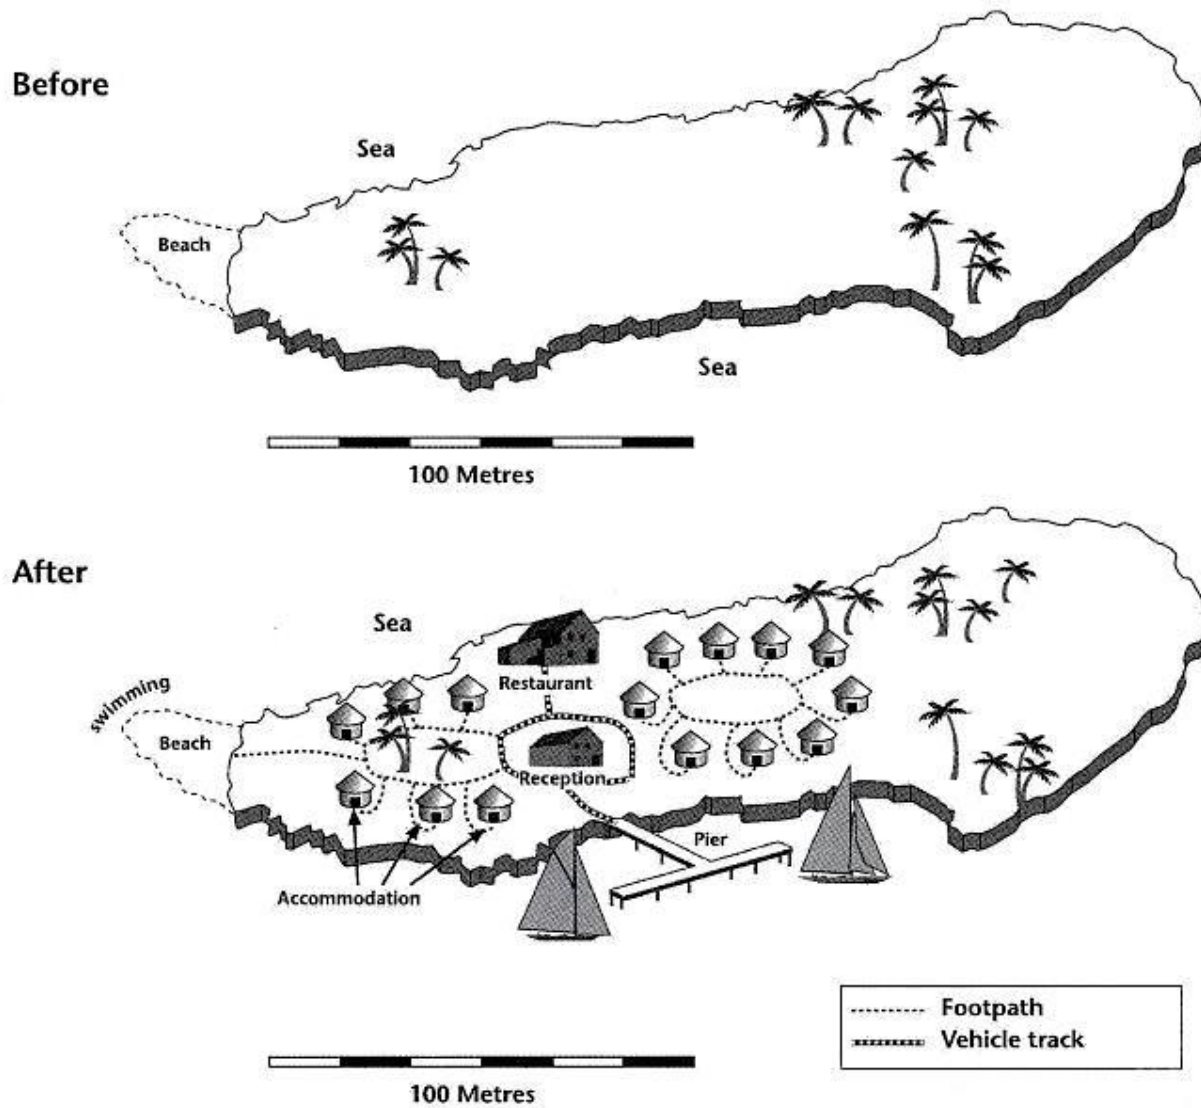 Before
Sea
Beach
Sea
100 Metres
After
Sea
swimming
Restaurant
Beach
Reception
Pier
Accommodation
Footpath
Vehicle track
100 Metres